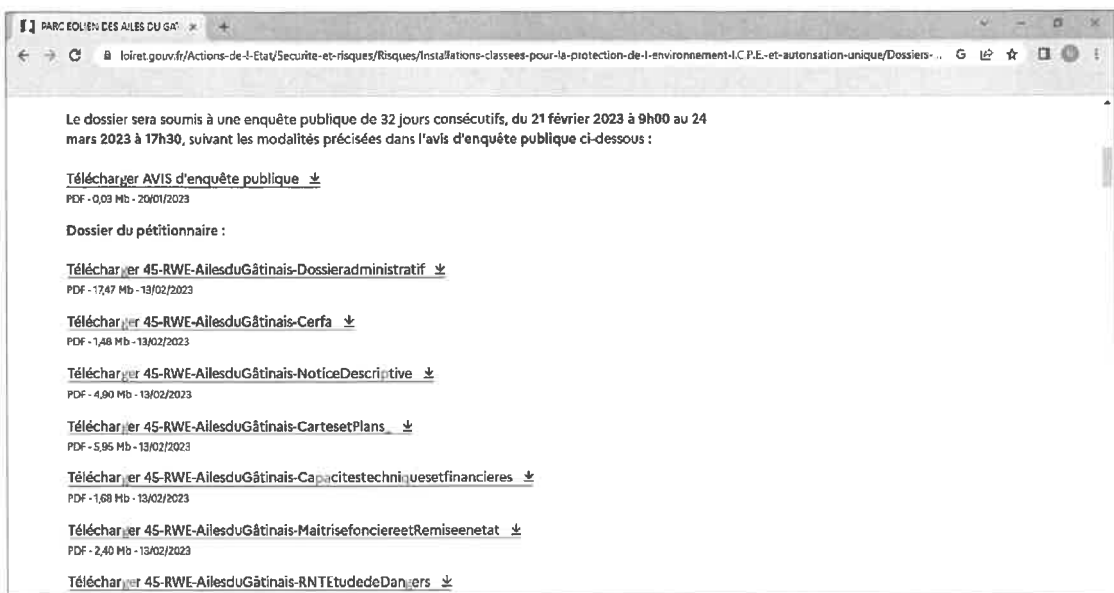 PARC EOLIEN DES AILES DU GAT
loiret.gouv.fr/Actions-de-l-Etat/Securite-et-risques/Risques/Installations-classees-pour-la-protection-de-l-environnement-I.C.P.E.-et-autorisation-unique/Dossiers-...
Le dossier sera soumis à une enquête publique de 32 jours consécutifs, du 21 février 2023 à 9h00 au 24
mars 2023 à 17h30, suivant les modalités précisées dans l'avis d'enquête publique ci-dessous :
Télécharger AVIS d'enquête publique
PDF - 0,03 Mb - 20/01/2023
Dossier du pétitionnaire :
Télécharger 45-RWE-AilesduGâtinais-Dossieradministratif
PDF - 17,47 Mb - 13/02/2023
Télécharger 45-RWE-AilesduGâtinais-Cerfa
PDF - 1,48 Mb - 13/02/2023
Télécharger 45-RWE-AilesduGâtinais-NoticeDescriptive
PDF - 4,90 Mb - 13/02/2023
Télécharger 45-RWE-AilesduGâtinais-CartesetPlans_
PDF - 5,95 Mb - 13/02/2023
Télécharger 45-RWE-AilesduGâtinais-Capacitestechniquesetfinancieres
PDF - 1,68 Mb - 13/02/2023
Télécharger 45-RWE-AilesduGâtinais-MaitrisefonciereetRemiseenetat
PDF - 2,40 Mb - 13/02/2023
Télécharger 45-RWE-AilesduGâtinais-RNTEtudedeDangers